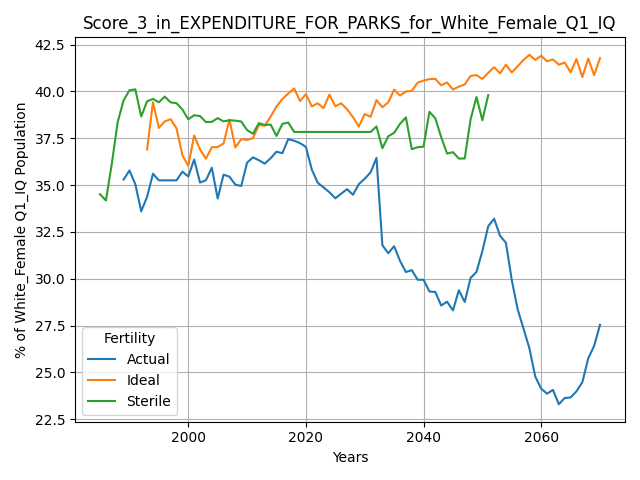 Score_3_in_EXPENDITURE_FOR_PARKS_for_White_Female_Q1_IQ
% of White_Female Q1_IQ Population
42.5
40.0
37.5
35.0
32.5
30.0
27.5
25.0
22.5
Fertility
Actual
Ideal
Sterile
2000
2020
2040
2060
Years